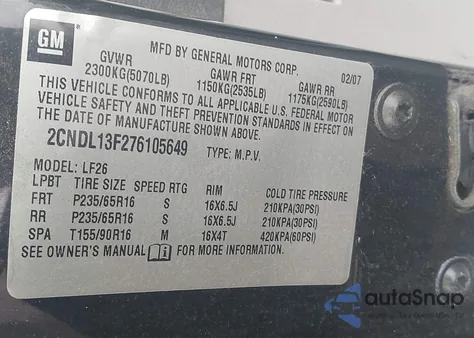 GM
MFD BY GENERAL MOTORS CORP. 02/07
GVWR GAWR FRT GAWR RR
2300KG(5070LB) 1150KG(2535LB) 1175KG(2590LB)
THIS VEHICLE CONFORMS TO ALL APPLICABLE U.S. FEDERAL MOTOR
VEHICLE SAFETY AND THEFT PREVENTION STANDARDS IN EFFECT ON
THE DATE OF MANUFACTURE SHOWN ABOVE.
2CNDL13F276105649 TYPE: M.P.V.
MODEL: LF26
LPBT TIRE SIZE SPEED RTG RIM COLD TIRE PRESSURE
FRT P235/65R16 S 16X6.5J 210KPA(30PSI)
RR P235/65R16 S 16X6.5J 210KPA(30PSI)
SPA T155/90R16 M 16X4T 420KPA(60PSI)
SEE OWNER'S MANUAL FOR MORE INFORMATION.
autoSnap